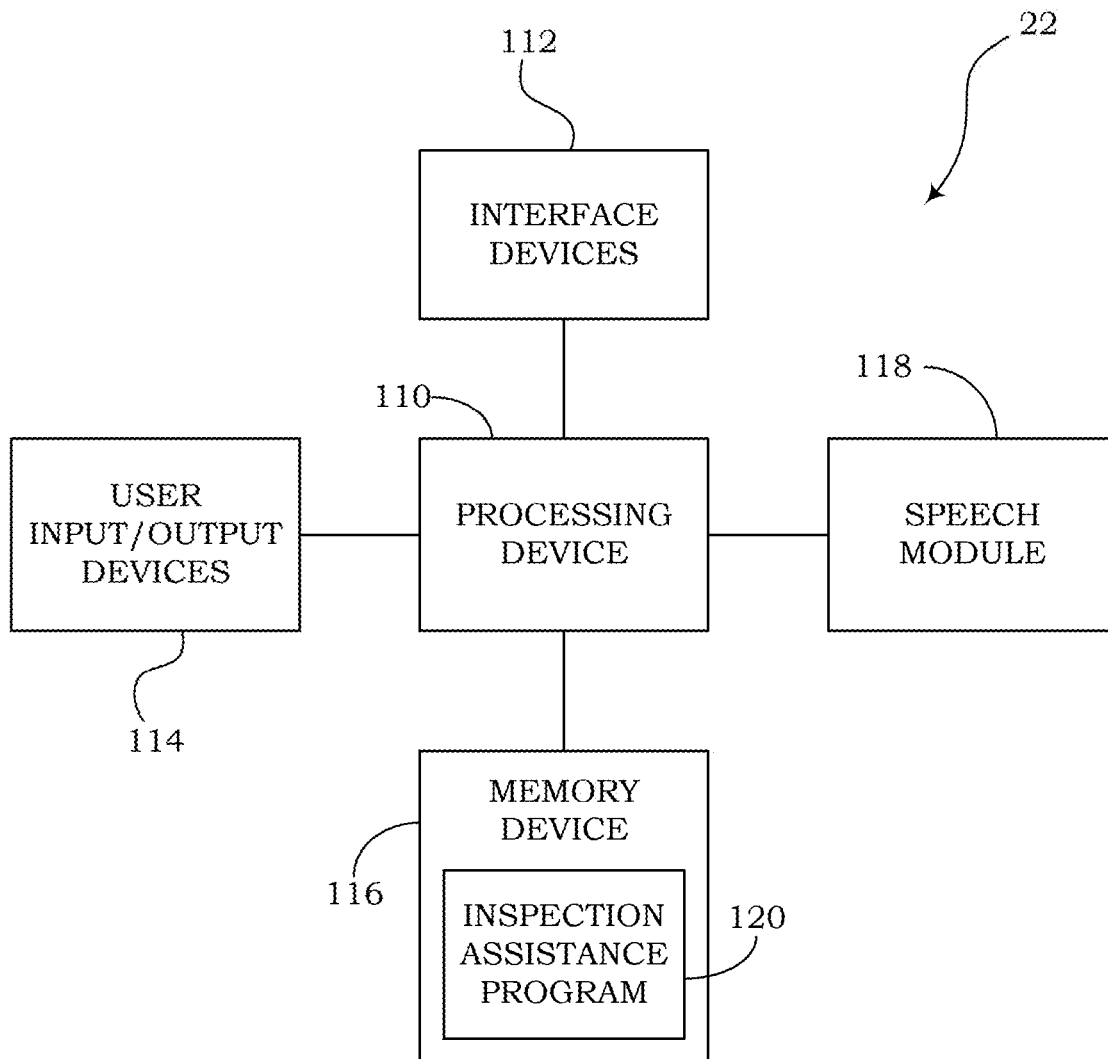 112
22
INTERFACE
DEVICES
110
118
USER
INPUT/OUTPUT
DEVICES
PROCESSING
DEVICE
SPEECH
MODULE
114
MEMORY
DEVICE
116
INSPECTION
ASSISTANCE
PROGRAM
120